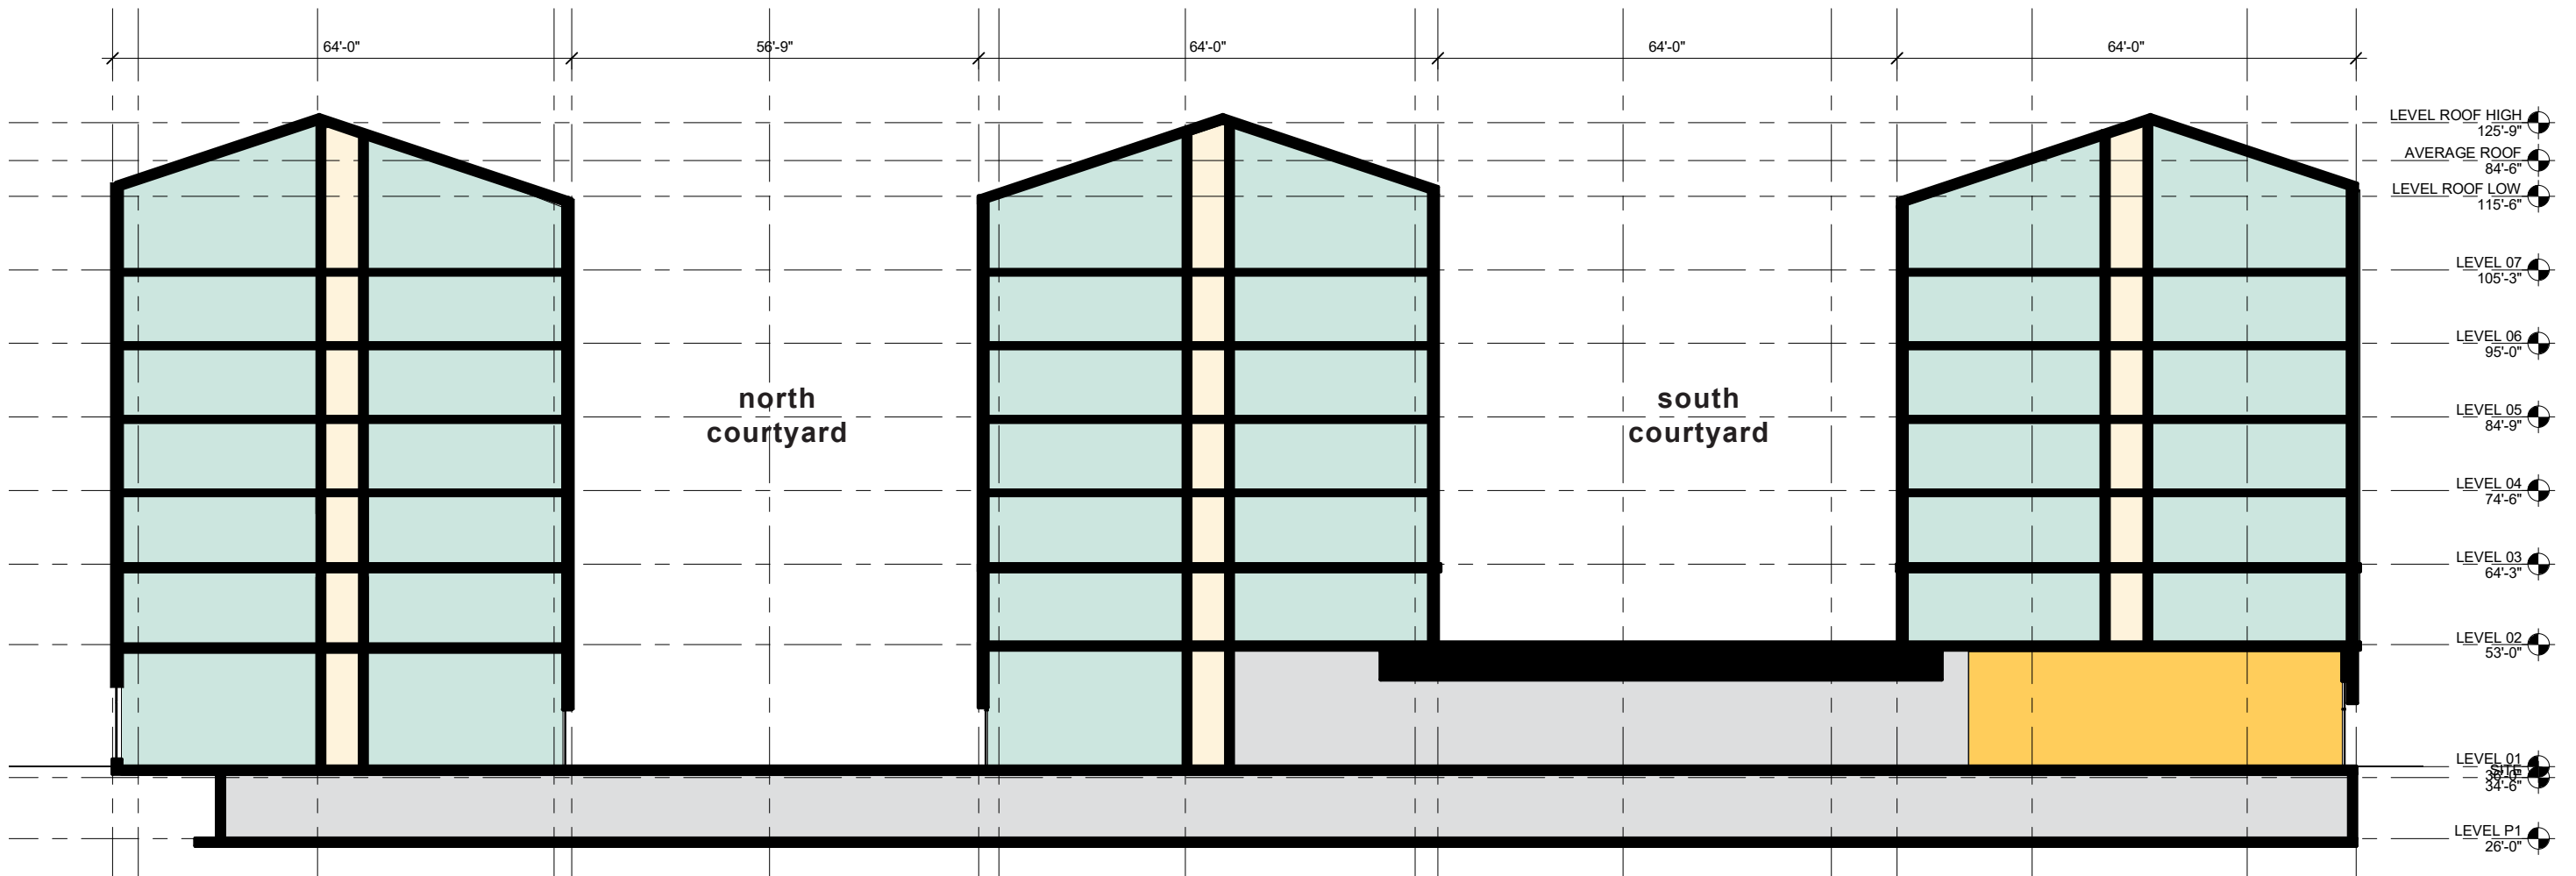 64'-0"
56'-9"
64'-0"
64'-0"
64'-0"
LEVEL ROOF HIGH
125'-9"
AVERAGE ROOF
84'-6"
LEVEL ROOF LOW
115'-6"
LEVEL 07
105'-3"
LEVEL 06
95'-0"
north
courtyard
south
courtyard
LEVEL 05
84'-9"
LEVEL 04
74'-6"
LEVEL 03
64'-3"
LEVEL 02
53'-0"
LEVEL 01
SITE
36'-0"
34'-6"
LEVEL P1
26'-0"